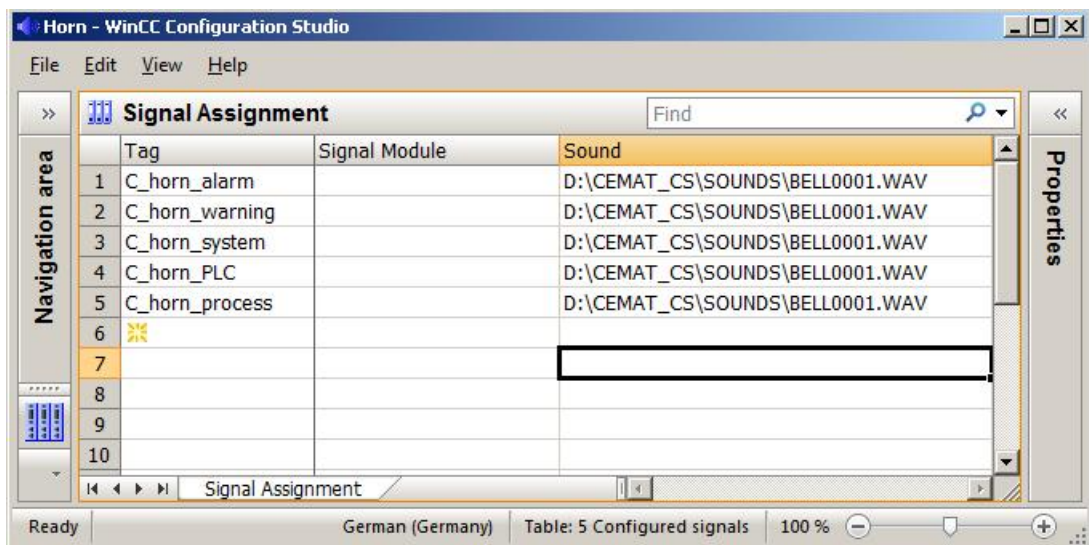 Horn - WinCC Configuration Studio
File Edit View Help
Signal Assignment Find
Navigation area
Properties
Tag Signal Module Sound
1 C_horn_alarm D:\CEMAT_CS\SOUNDS\BELL0001.WAV
2 C_horn_warning D:\CEMAT_CS\SOUNDS\BELL0001.WAV
3 C_horn_system D:\CEMAT_CS\SOUNDS\BELL0001.WAV
4 C_horn_PLC D:\CEMAT_CS\SOUNDS\BELL0001.WAV
5 C_horn_process D:\CEMAT_CS\SOUNDS\BELL0001.WAV
6
7
8
9
10
Signal Assignment
Ready German (Germany) Table: 5 Configured signals 100 %